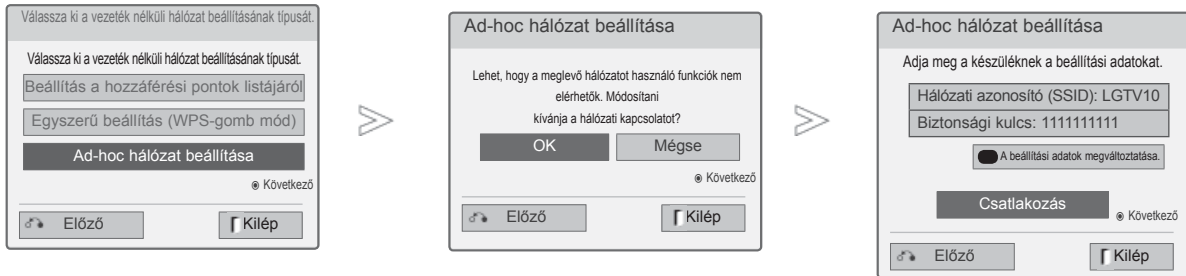 Válassza ki a vezeték nélküli hálózat beállításának típusát.
Válassza ki a vezeték nélküli hálózat beállításának típusát.
Beállítás a hozzáférési pontok listájáról
Egyszerű beállítás (WPS-gomb mód)
Ad-hoc hálózat beállítása
Következő
Előző
Kilép
Ad-hoc hálózat beállítása
Lehet, hogy a meglevő hálózatot használó funkciók nem
elérhetők. Módosítani
kívánja a hálózati kapcsolatot?
OK
Mégse
Következő
Előző
Kilép
Ad-hoc hálózat beállítása
Adja meg a készüléknek a beállítási adatokat.
Hálózati azonosító (SSID): LGTV10
Biztonsági kulcs: 1111111111
A beállítási adatok megváltoztatása.
Csatlakozás
Következő
Előző
Kilép